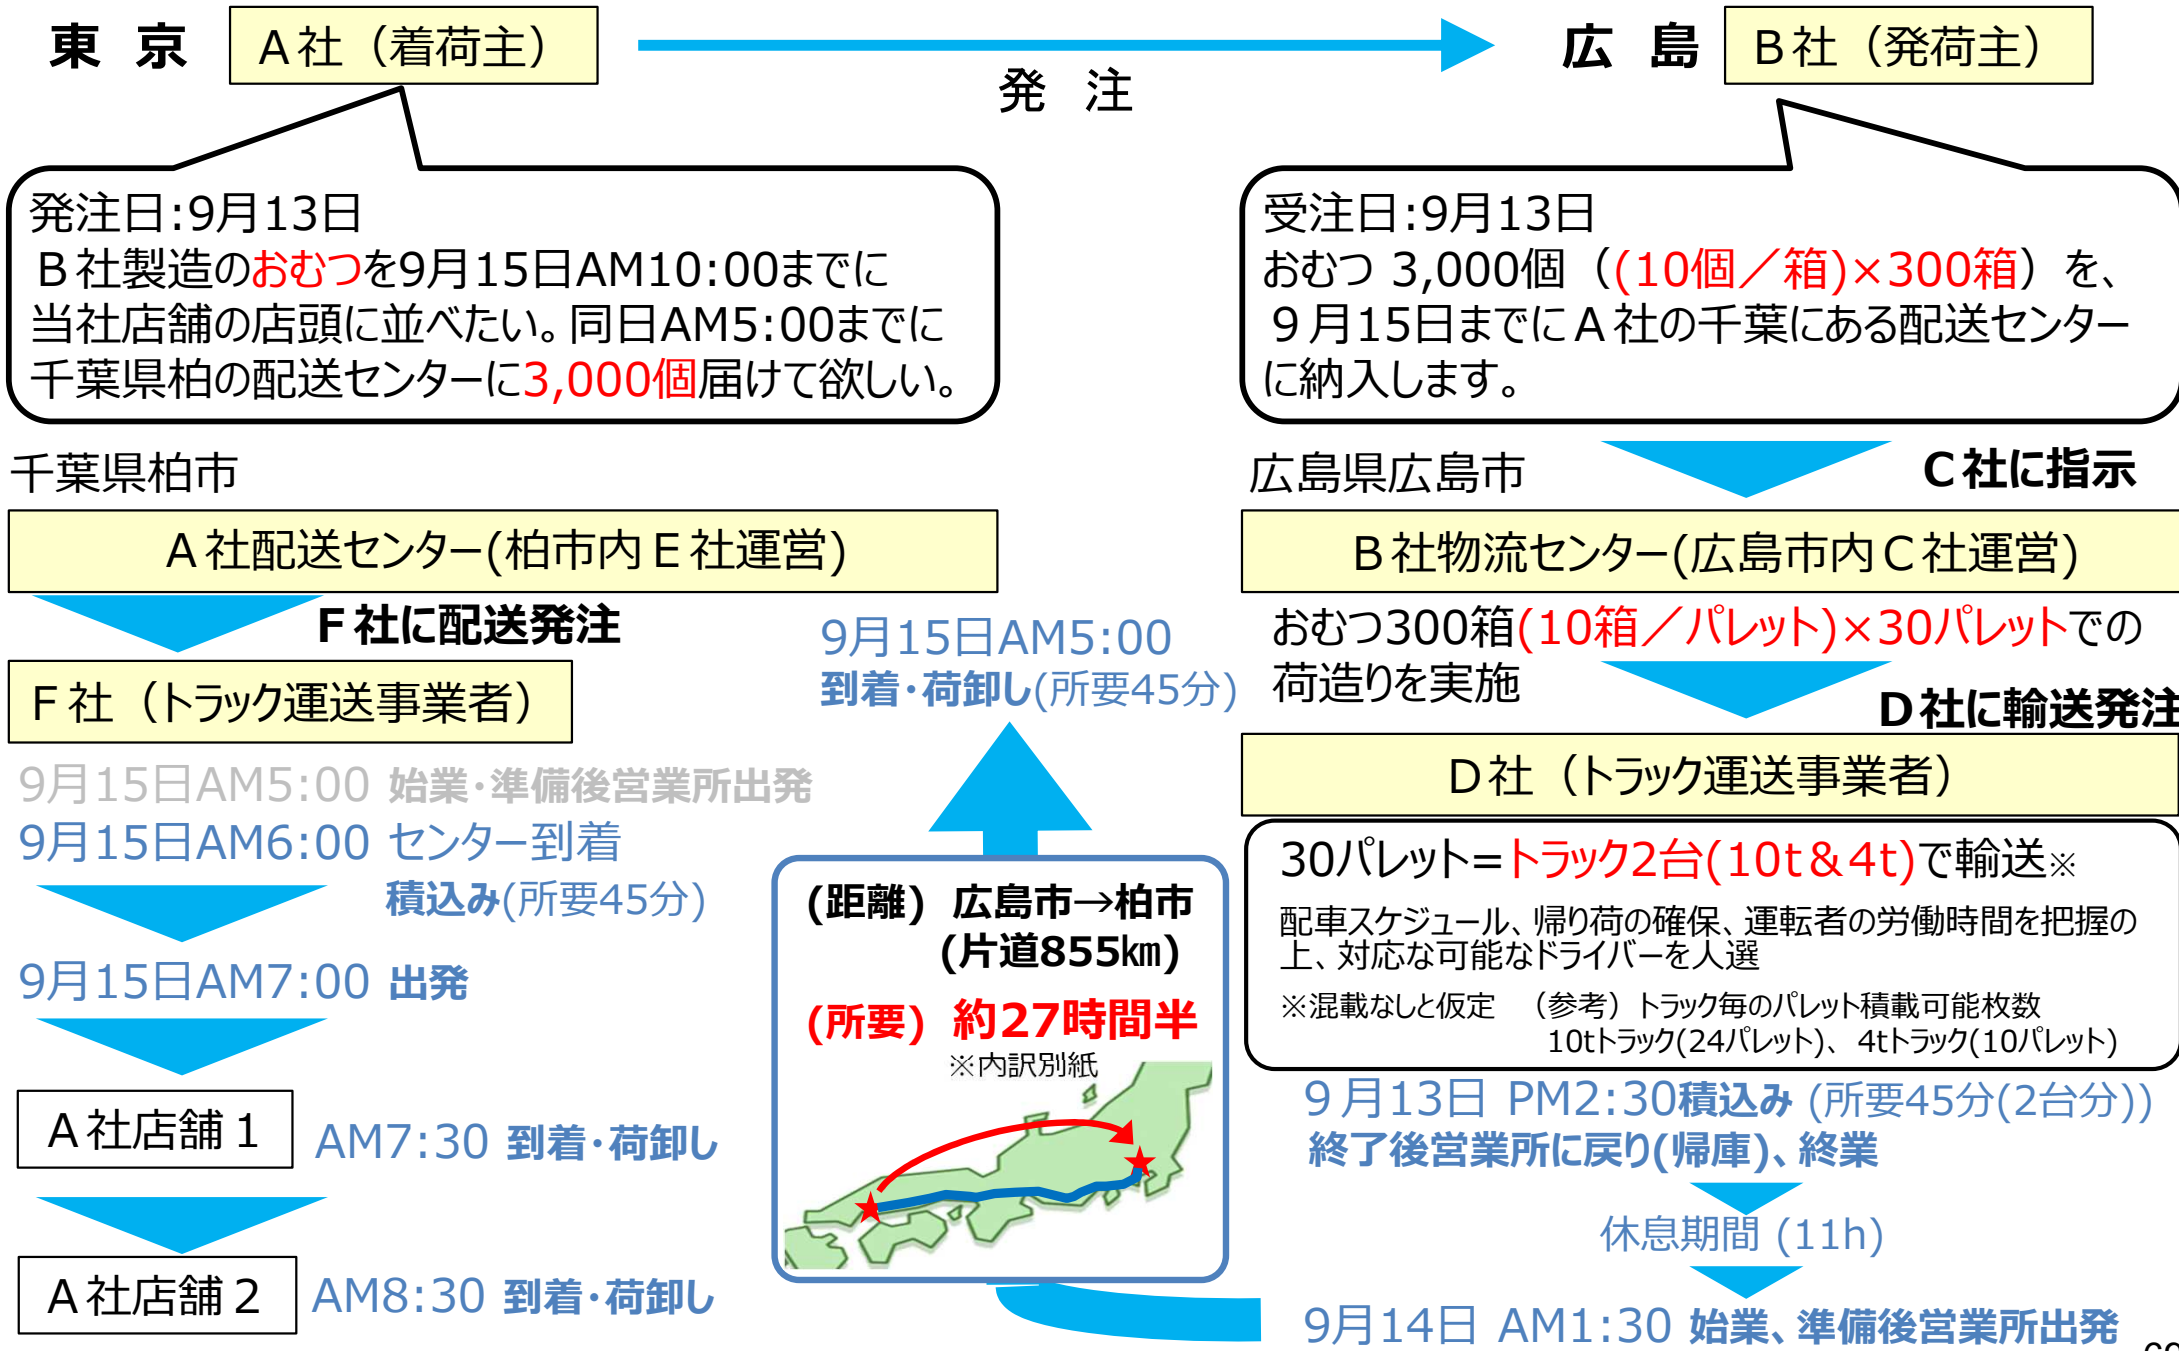 東 京
A社（着荷主）
発 注
広 島
B社（発荷主）
発注日:9月13日
B社製造のおむつを9月15日AM10:00までに
当社店舗の店頭に並べたい。同日AM5:00までに
千葉県柏の配送センターに3,000個届けて欲しい。
受注日:9月13日
おむつ 3,000個（(10個／箱)×300箱）を、
９月15日までにA社の千葉にある配送センター
に納入します。
千葉県柏市
A社配送センター(柏市内E社運営)
F社に配送発注
F社（トラック運送事業者）
9月15日AM5:00 始業・準備後営業所出発
9月15日AM6:00 センター到着
積込み(所要45分)
9月15日AM7:00 出発
A社店舗１
AM7:30 到着・荷卸し
A社店舗２
AM8:30 到着・荷卸し
9月15日AM5:00
到着・荷卸し(所要45分)
(距離) 広島市→柏市
(片道855㎞)
(所要) 約27時間半
※内訳別紙
広島県広島市
C社に指示
B社物流センター(広島市内C社運営)
おむつ300箱(10箱／パレット)×30パレットでの
荷造りを実施
D社に輸送発注
D社（トラック運送事業者）
30パレット=トラック2台(10t＆4t)で輸送※
配車スケジュール、帰り荷の確保、運転者の労働時間を把握の
上、対応な可能なドライバーを人選
※混載なしと仮定 （参考）トラック毎のパレット積載可能枚数
10tトラック(24パレット)、4tトラック(10パレット)
９月13日 PM2:30積込み (所要45分(2台分))
終了後営業所に戻り(帰庫)、終業
休息期間 (11h)
9月14日 AM1:30 始業、準備後営業所出発